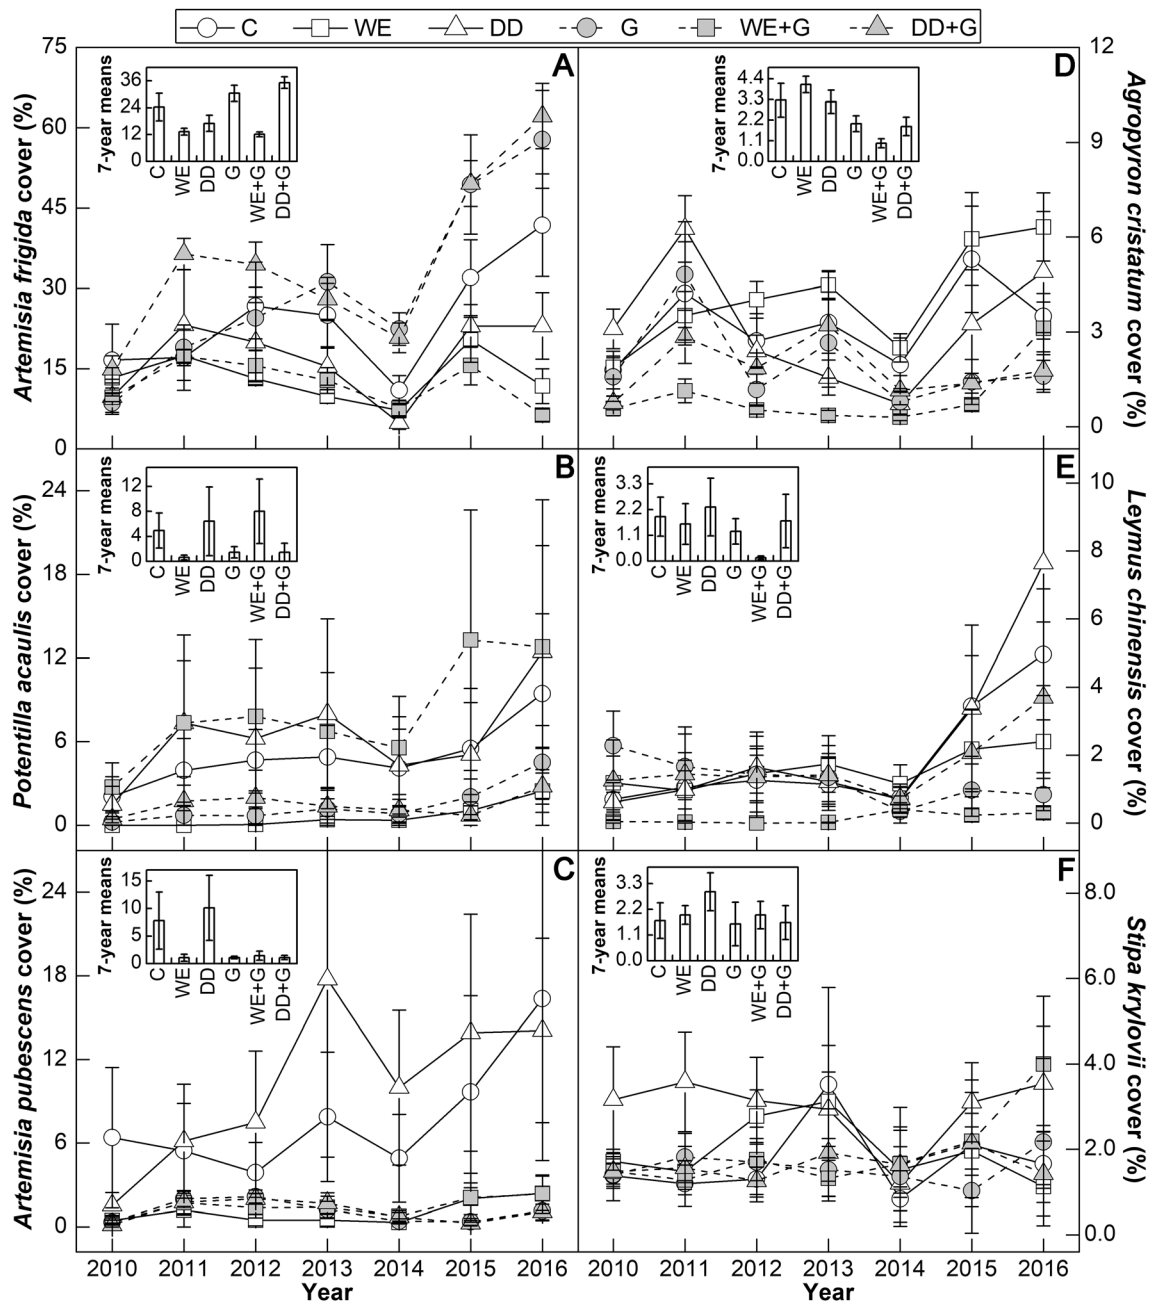 C WE DD G WE+G DD+G
75
60
45
30
15
0
Artemisia frigida cover (%)
A
7-year means
36
24
12
0
C WE DD G WE+G DD+G
12
9
6
3
0
Agropyron cristatum cover (%)
D
7-year means
4.4
3.3
2.2
1.1
0.0
C WE DD G WE+G DD+G
24
18
12
6
0
Potentilla acaulis cover (%)
B
7-year means
12
8
4
0
C WE DD G WE+G DD+G
10
8
6
4
2
0
Leymus chinensis cover (%)
E
7-year means
3.3
2.2
1.1
0.0
C WE DD G WE+G DD+G
24
18
12
6
0
Artemisia pubescens cover (%)
C
7-year means
15
10
5
0
C WE DD G WE+G DD+G
8.0
6.0
4.0
2.0
0.0
Stipa krylovii cover (%)
F
7-year means
3.3
2.2
1.1
0.0
C WE DD G WE+G DD+G
2010 2011 2012 2013 2014 2015 2016
Year
2010 2011 2012 2013 2014 2015 2016
Year